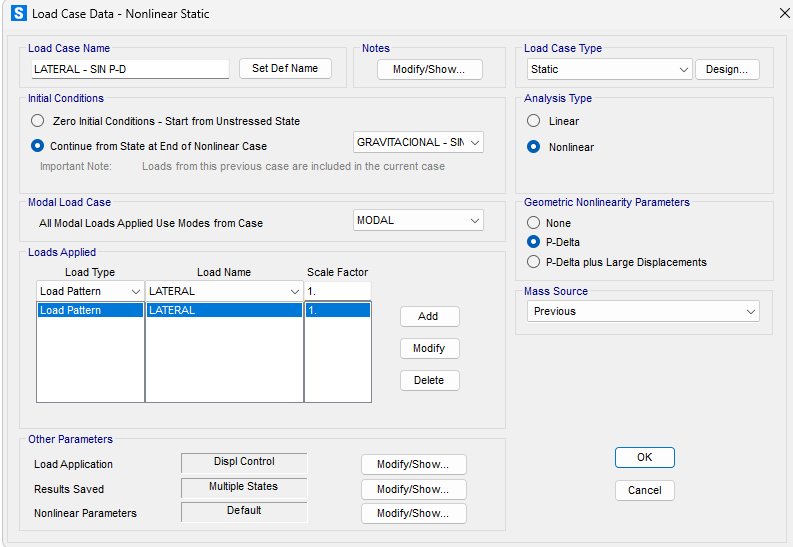 S Load Case Data - Nonlinear Static
Load Case Name
LATERAL - SIN P-D
Set Def Name
Notes
Modify/Show...
Load Case Type
Static
Design...
Initial Conditions
Zero Initial Conditions - Start from Unstressed State
Continue from State at End of Nonlinear Case
GRAVITACIONAL - SIN
Important Note: Loads from this previous case are included in the current case
Analysis Type
Linear
Nonlinear
Modal Load Case
All Modal Loads Applied Use Modes from Case
MODAL
Geometric Nonlinearity Parameters
None
P-Delta
P-Delta plus Large Displacements
Loads Applied
Load Type Load Name Scale Factor
Load Pattern LATERAL 1.
Load Pattern LATERAL 1.
Add
Modify
Delete
Mass Source
Previous
Other Parameters
Load Application Displ Control Modify/Show...
Results Saved Multiple States Modify/Show...
Nonlinear Parameters Default Modify/Show...
OK
Cancel